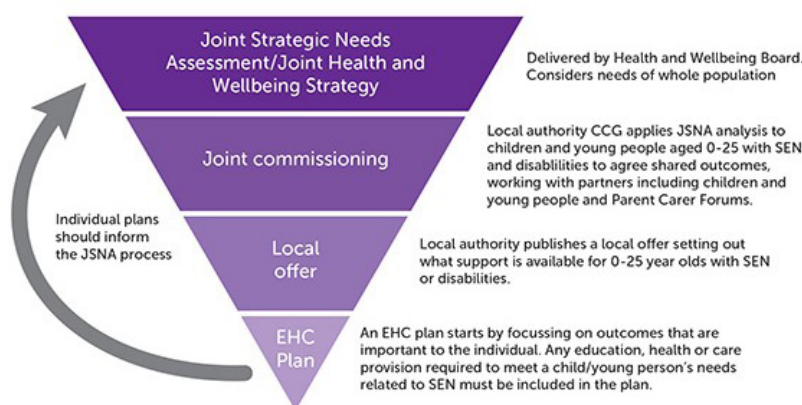 Joint Strategic Needs
Assessment/Joint Health and
Wellbeing Strategy
Delivered by Health and Wellbeing Board.
Considers needs of whole population
Joint commissioning
Local authority CCG applies JSNA analysis to
children and young people aged 0-25 with SEN
and disablilities to agree shared outcomes,
working with partners including children and
young people and Parent Carer Forums.
Individual plans
should inform
the JSNA process
Local
offer
Local authority publishes a local offer setting out
what support is available for 0-25 year olds with SEN
or disabilities.
EHC
Plan
An EHC plan starts by focussing on outcomes that are
important to the individual. Any education, health or care
provision required to meet a child/young person's needs
related to SEN must be included in the plan.